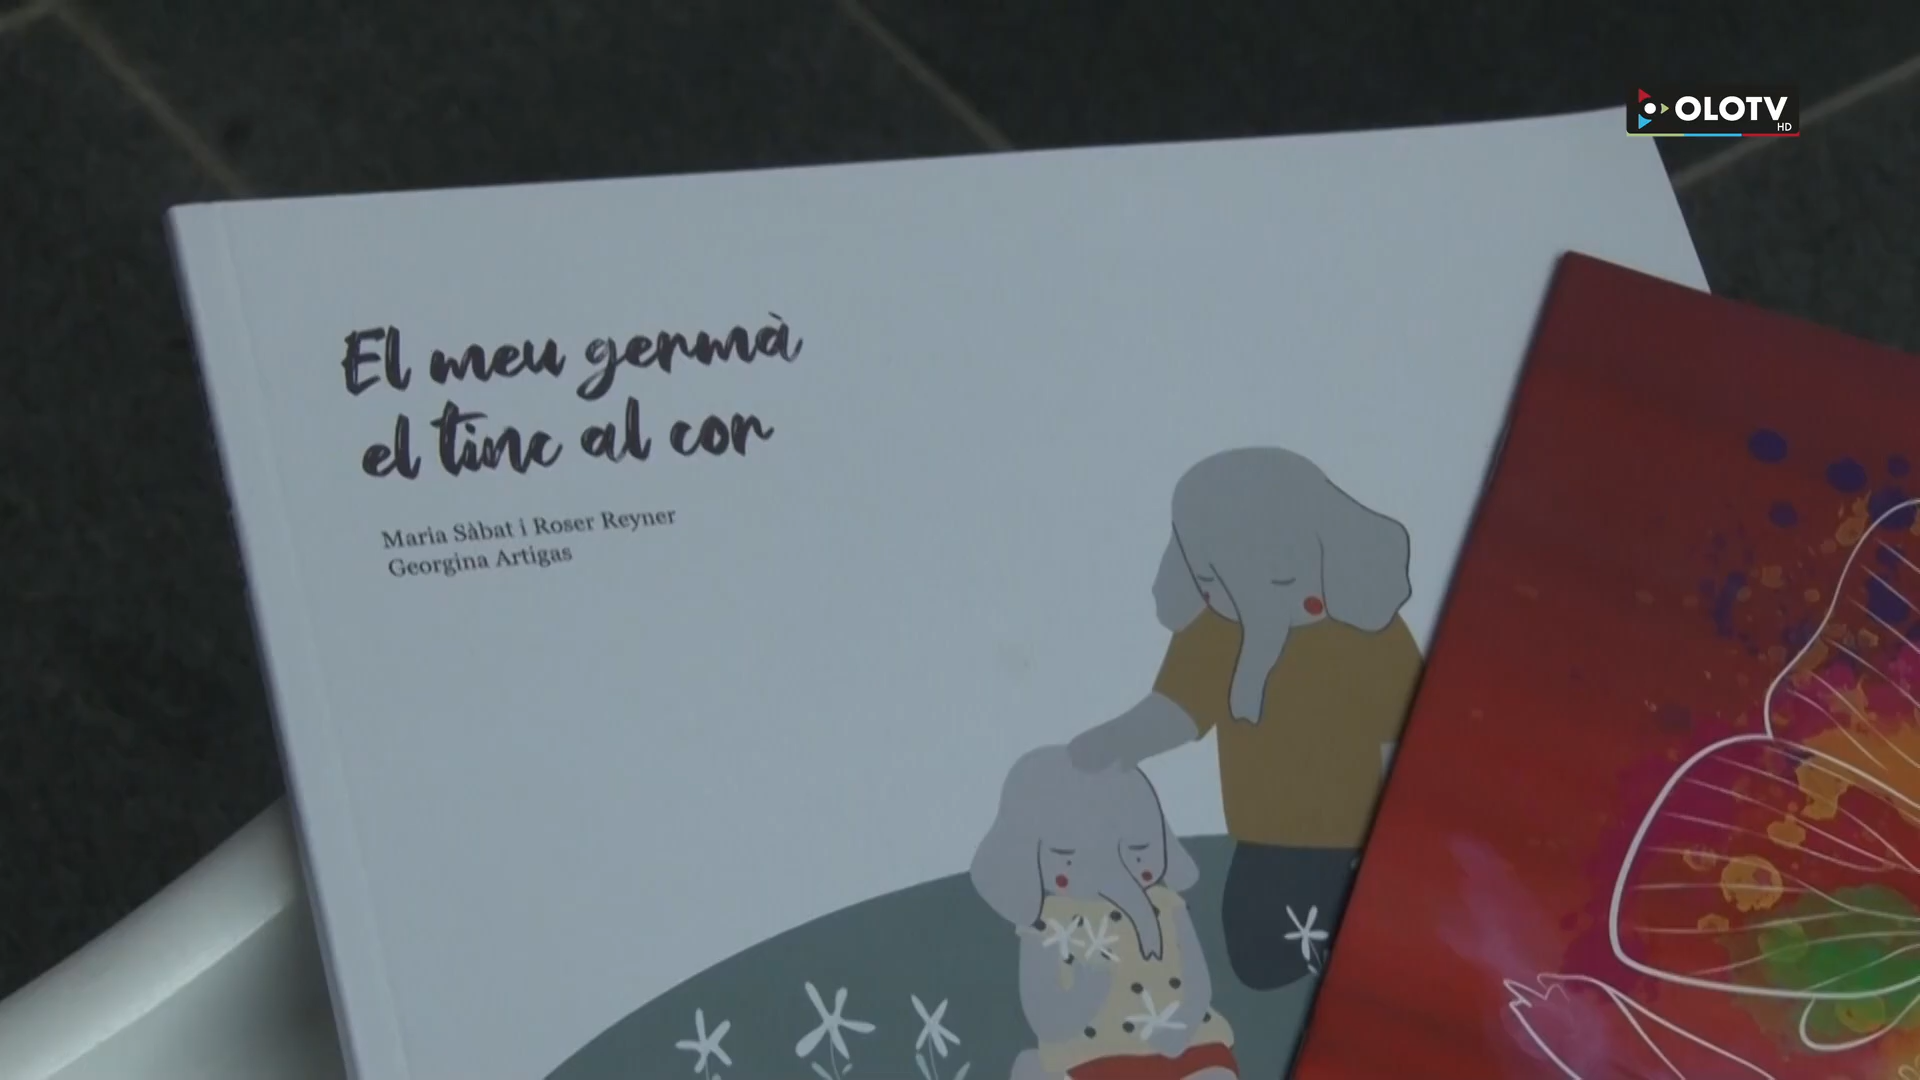 OLOTV
HD
El meu germà
el tinc al cor
Maria Sàbat i Roser Reyner
Georgina Artigas